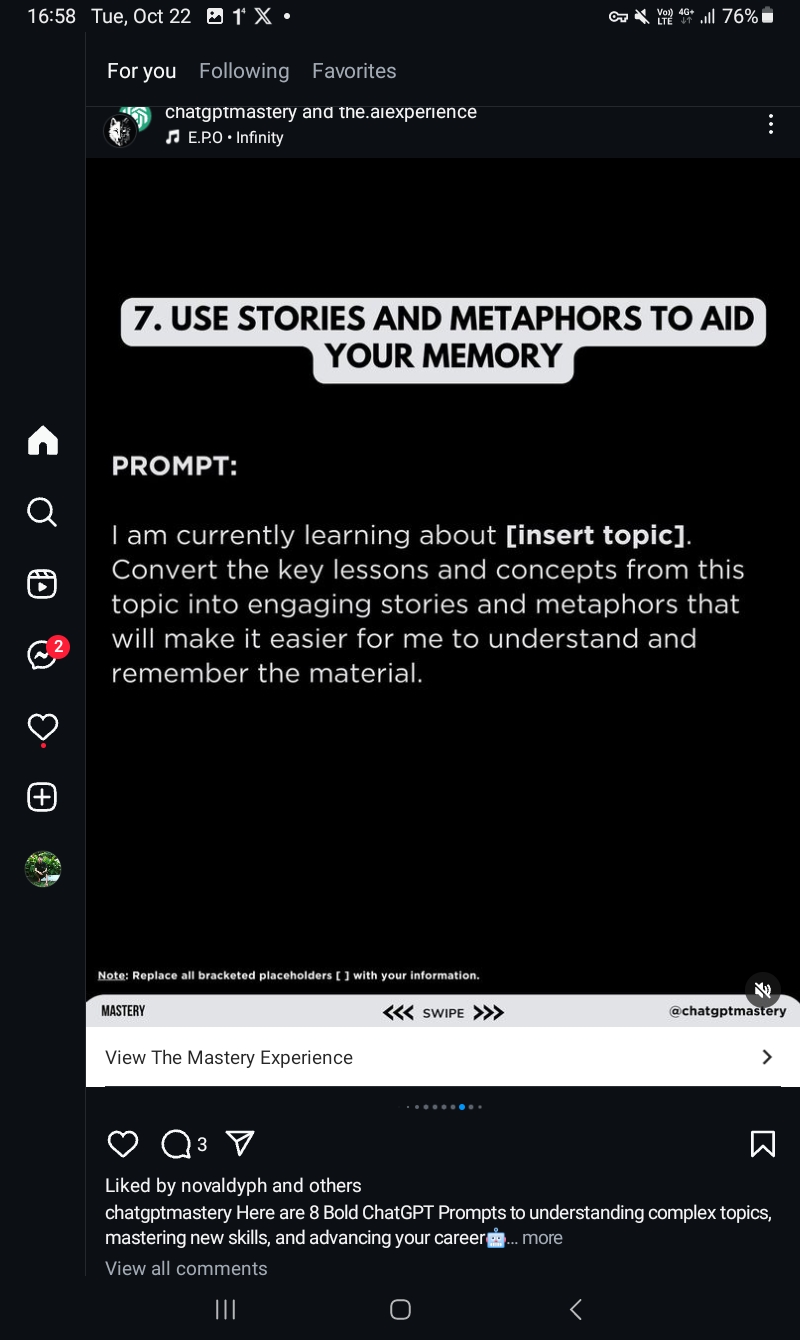 16:58 Tue, Oct 22
Vo)) LTE 4G+ 76%
For you Following Favorites
chatgptmastery and the.aiexperience
E.P.O • Infinity
7. USE STORIES AND METAPHORS TO AID
YOUR MEMORY
PROMPT:
I am currently learning about [insert topic].
Convert the key lessons and concepts from this
topic into engaging stories and metaphors that
will make it easier for me to understand and
remember the material.
2
Note: Replace all bracketed placeholders [ ] with your information.
MASTERY <<< SWIPE >>> @chatgptmastery
View The Mastery Experience
3
Liked by novaldyph and others
chatgptmastery Here are 8 Bold ChatGPT Prompts to understanding complex topics,
mastering new skills, and advancing your career🤖... more
View all comments